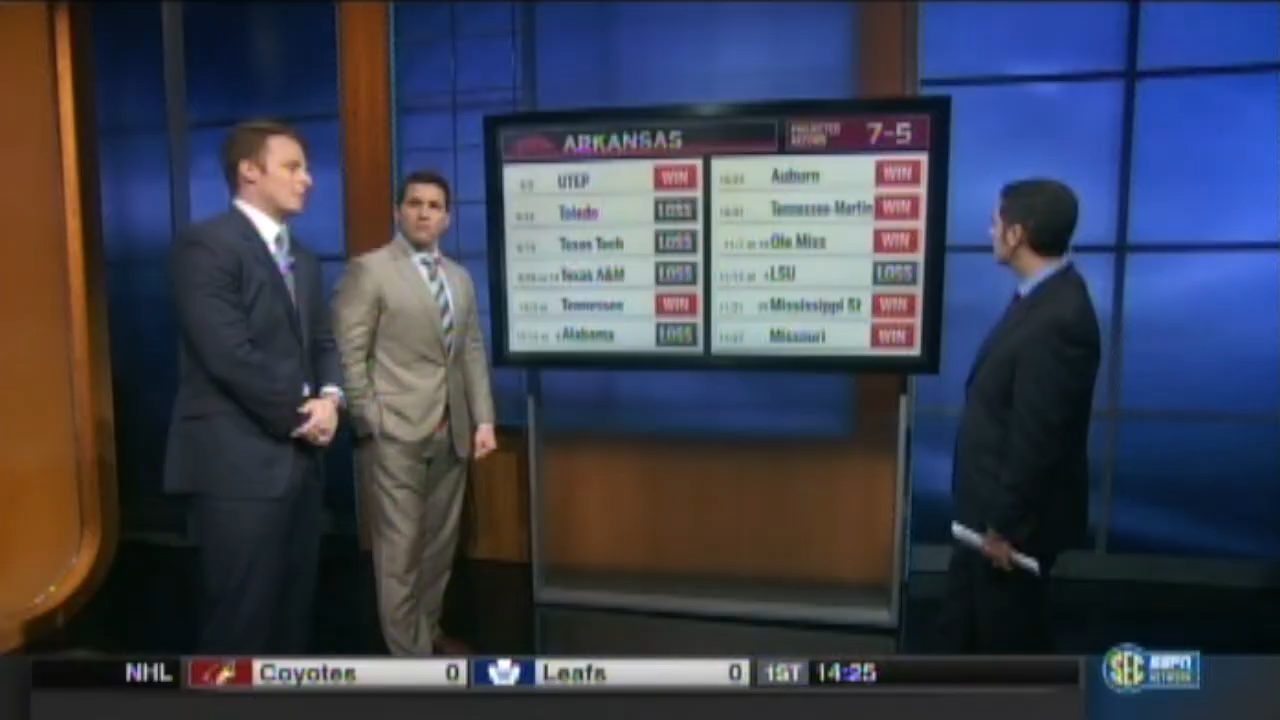 ARKANSAS
PROJECTED RECORD 7-5
UTEP WIN
Toledo LOSS
Texas Tech LOSS
Texas A&M LOSS
Tennessee WIN
Alabama LOSS
Auburn WIN
Tennessee-Martin WIN
Ole Miss WIN
LSU LOSS
Mississippi St WIN
Missouri WIN
NHL Coyotes 0 Leafs 0 1ST 14:25
SEC ESPN NETWORK